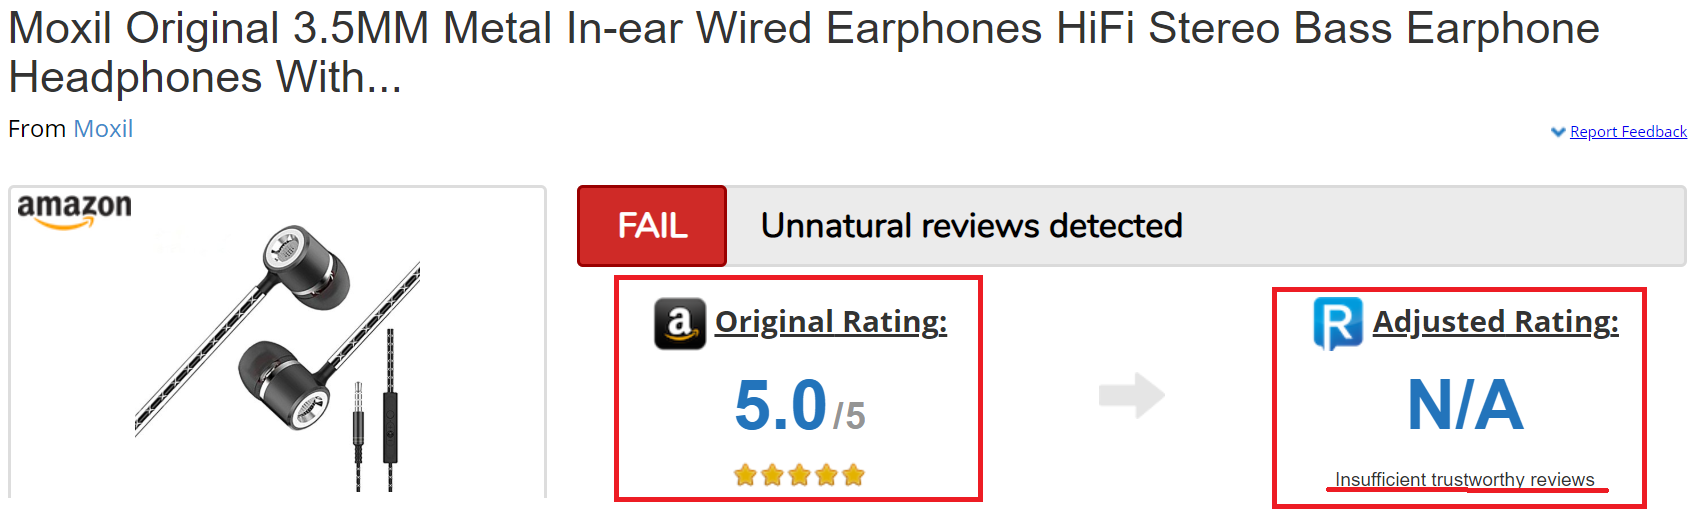 Moxil Original 3.5MM Metal In-ear Wired Earphones HiFi Stereo Bass Earphone
Headphones With...
From Moxil
Report Feedback
amazon
FAIL
Unnatural reviews detected
a
Original Rating:
5.0/5
R
Adjusted Rating:
N/A
Insufficient trustworthy reviews